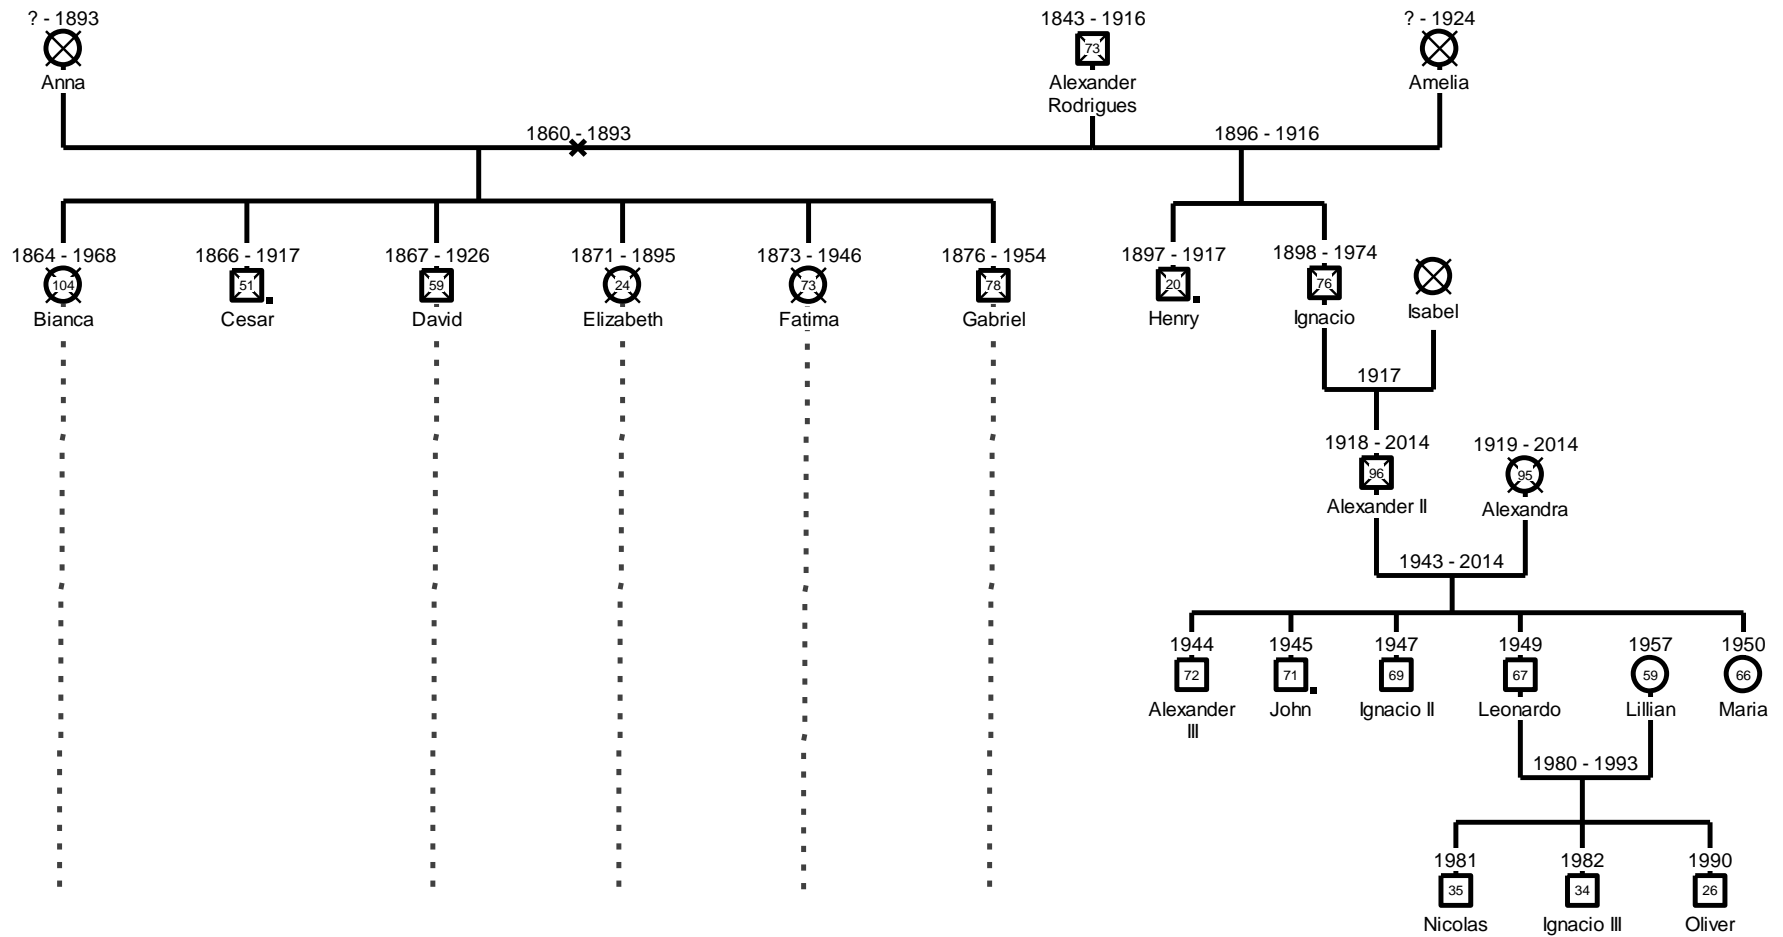 ? - 1893
1843 - 1916
? - 1924
73
Anna
Alexander
Rodrigues
Amelia
1860 - 1893
1896 - 1916
1864 - 1968
1866 - 1917
1867 - 1926
1871 - 1895
1873 - 1946
1876 - 1954
1897 - 1917
1898 - 1974
104
51
59
24
73
78
20
76
Bianca
Cesar
David
Elizabeth
Fatima
Gabriel
Henry
Ignacio
Isabel
1917
1918 - 2014
1919 - 2014
96
95
Alexander II
Alexandra
1943 - 2014
1944
1945
1947
1949
1957
1950
72
71
69
67
59
66
Alexander
III
John
Ignacio II
Leonardo
Lillian
Maria
1980 - 1993
1981
1982
1990
35
34
26
Nicolas
Ignacio III
Oliver